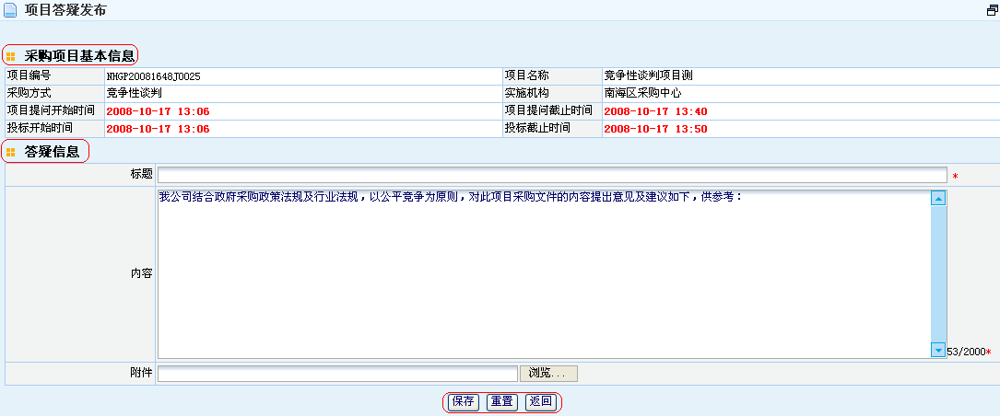 项目答疑发布
采购项目基本信息
项目编号 NHGP20081648J0025 项目名称 竞争性谈判项目测
采购方式 竞争性谈判 实施机构 南海区采购中心
项目提问开始时间 2008-10-17 13:06 项目提问截止时间 2008-10-17 13:40
投标开始时间 2008-10-17 13:06 投标截止时间 2008-10-17 13:50
答疑信息
标题 *
我公司结合政府采购政策法规及行业法规，以公平竞争为原则，对此项目采购文件的内容提出意见及建议如下，供参考：
内容
53/2000*
附件 浏览...
保存 重置 返回